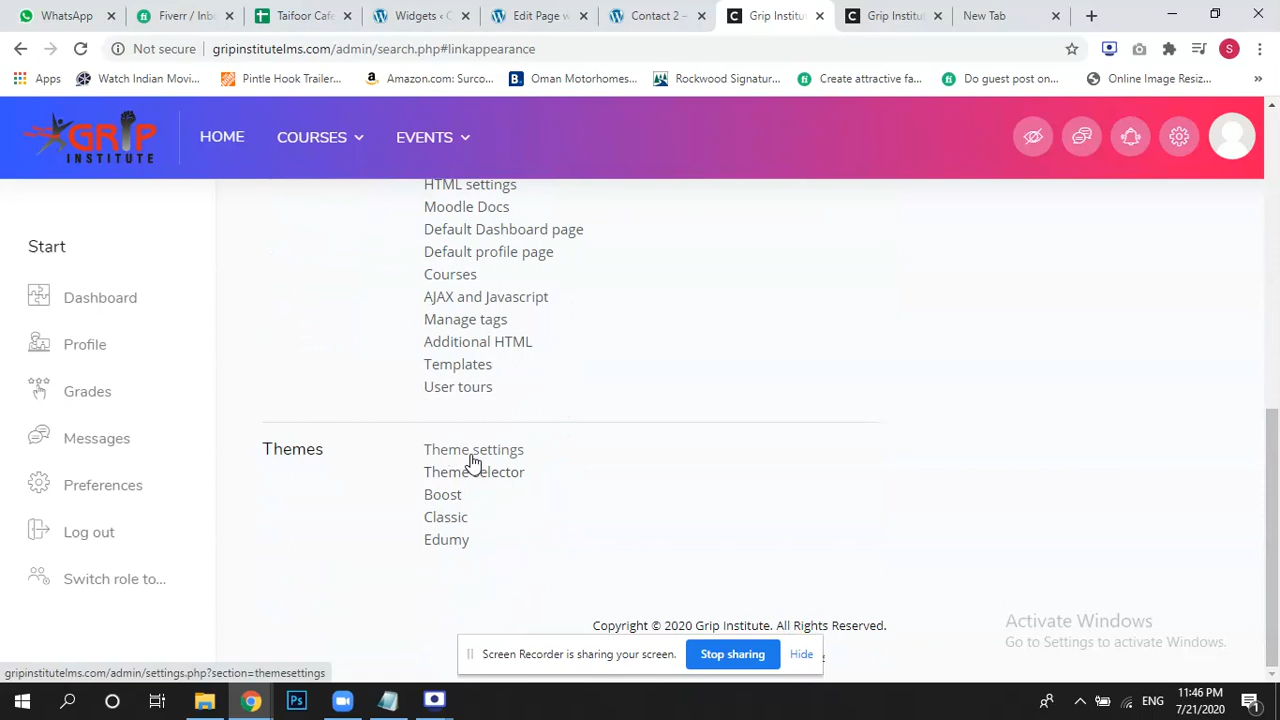 WhatsApp
Fiverr / Inb
Taifoor Cafe
Widgets ‹ C
Edit Page ‹
Contact 2 –
Grip Institu
Grip Institut
New Tab
Not secure
gripinstitutelms.com/admin/search.php#linkappearance
S
Apps
Watch Indian Movi...
Pintle Hook Trailer...
Amazon.com: Surco...
Oman Motorhomes...
Rockwood Signatur...
Create attractive fa...
Do guest post on...
Online Image Resiz...
»
GRIP
INSTITUTE
HOME
COURSES
EVENTS
HTML settings
Moodle Docs
Default Dashboard page
Default profile page
Courses
AJAX and Javascript
Manage tags
Additional HTML
Templates
User tours
Start
Dashboard
Profile
Grades
Messages
Preferences
Log out
Switch role to...
Themes
Theme settings
Theme selector
Boost
Classic
Edumy
Copyright © 2020 Grip Institute. All Rights Reserved.
Activate Windows
Go to Settings to activate Windows.
Screen Recorder is sharing your screen.
Stop sharing
Hide
gripinstitutelms.com/admin/settings.php?section=themesettings
ENG
11:46 PM
7/21/2020